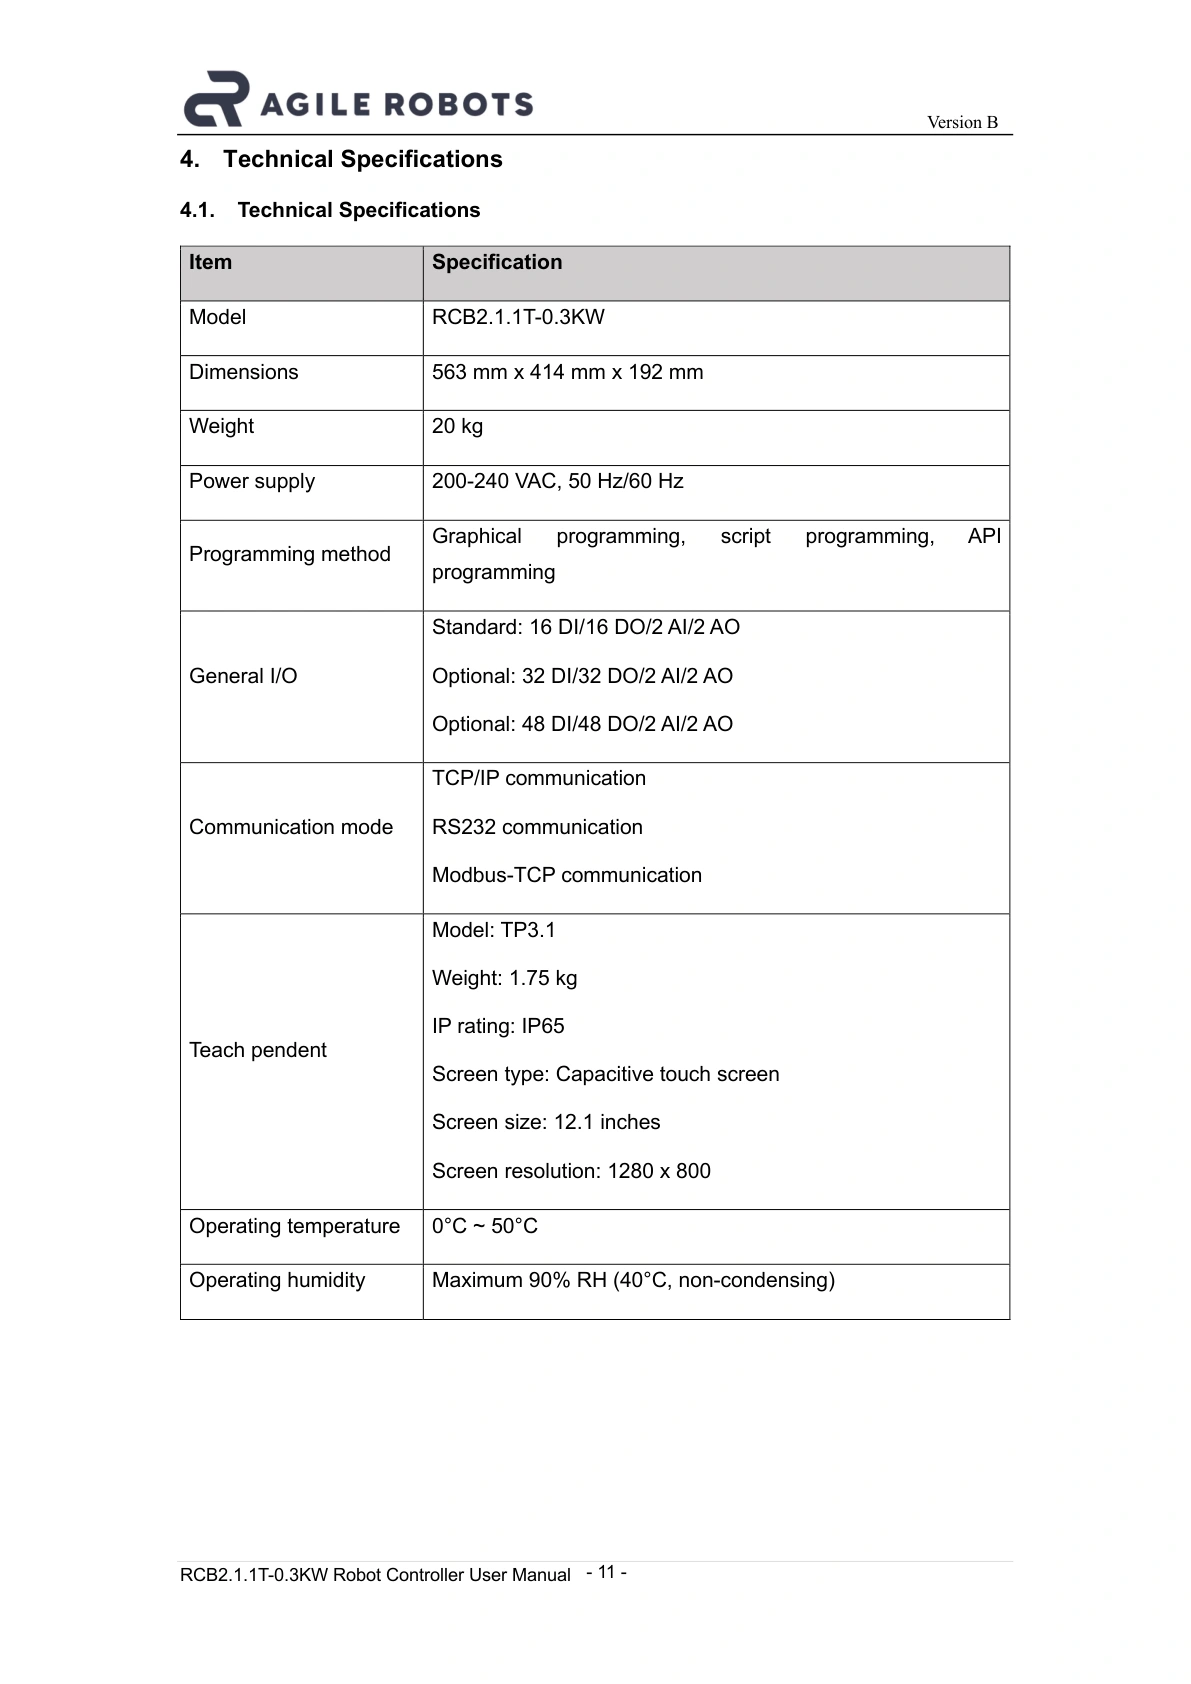 AGILE ROBOTS
Version B
4. Technical Specifications
4.1. Technical Specifications
Item Specification
Model RCB2.1.1T-0.3KW
Dimensions 563 mm x 414 mm x 192 mm
Weight 20 kg
Power supply 200-240 VAC, 50 Hz/60 Hz
Programming method
Graphical programming, script programming, API
programming
General I/O
Standard: 16 DI/16 DO/2 AI/2 AO
Optional: 32 DI/32 DO/2 AI/2 AO
Optional: 48 DI/48 DO/2 AI/2 AO
Communication mode
TCP/IP communication
RS232 communication
Modbus-TCP communication
Teach pendent
Model: TP3.1
Weight: 1.75 kg
IP rating: IP65
Screen type: Capacitive touch screen
Screen size: 12.1 inches
Screen resolution: 1280 x 800
Operating temperature 0°C ~ 50°C
Operating humidity Maximum 90% RH (40°C, non-condensing)
RCB2.1.1T-0.3KW Robot Controller User Manual - 11 -